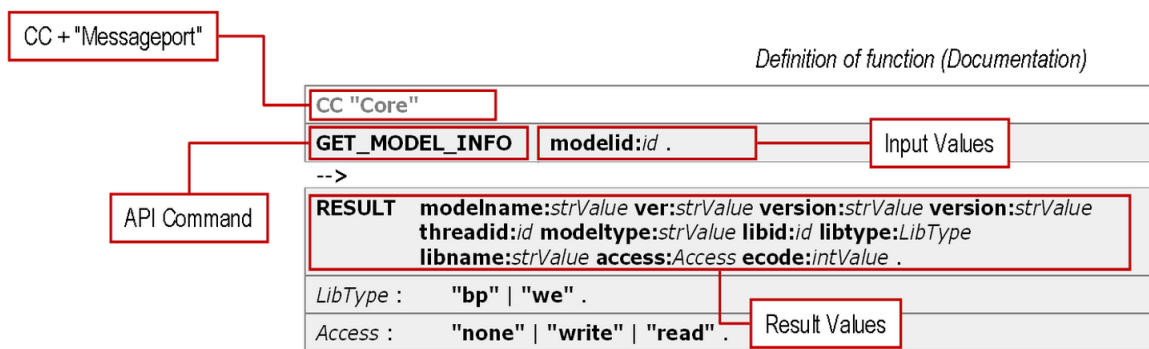 CC + "Messageport"
Definition of function (Documentation)
CC "Core"
GET_MODEL_INFO modelid:id .
Input Values
-->
API Command
RESULT modelname:strValue ver:strValue version:strValue version:strValue
threadid:id modeltype:strValue libid:id libtype:LibType
libname:strValue access:Access ecode:intValue .
LibType : "bp" | "we" .
Result Values
Access : "none" | "write" | "read" .